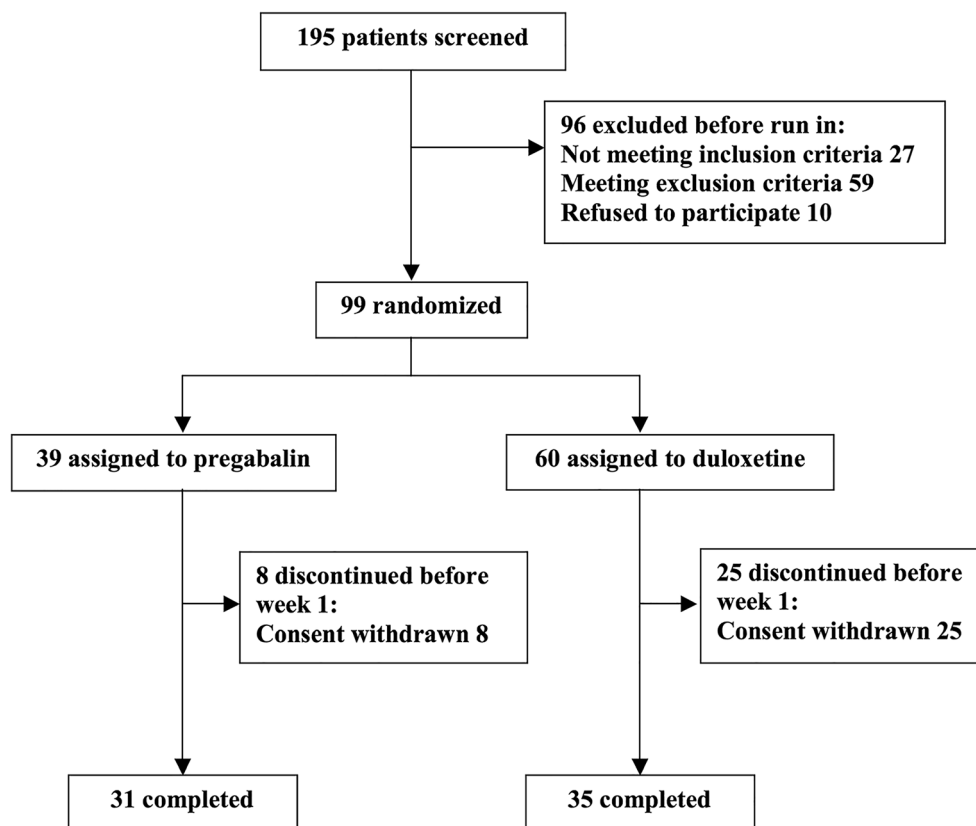 195 patients screened
96 excluded before run in:
Not meeting inclusion criteria 27
Meeting exclusion criteria 59
Refused to participate 10
99 randomized
39 assigned to pregabalin
60 assigned to duloxetine
8 discontinued before
week 1:
Consent withdrawn 8
25 discontinued before
week 1:
Consent withdrawn 25
31 completed
35 completed